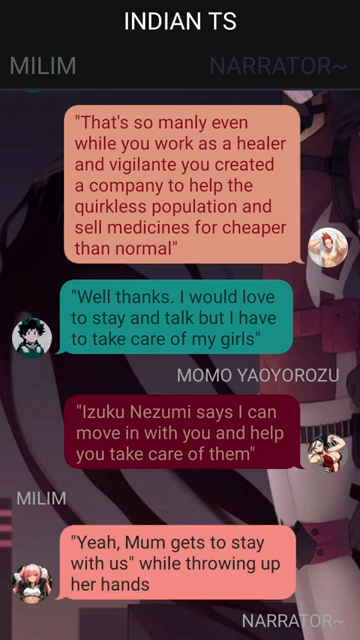 INDIAN TS
MILIM
NARRATOR~
"That's so manly even
while you work as a healer
and vigilante you created
a company to help the
quirkless population and
sell medicines for cheaper
than normal"
"Well thanks. I would love
to stay and talk but I have
to take care of my girls"
MOMO YAOYOROZU
"Izuku Nezumi says I can
move in with you and help
you take care of them"
MILIM
"Yeah, Mum gets to stay
with us" while throwing up
her hands
NARRATOR~